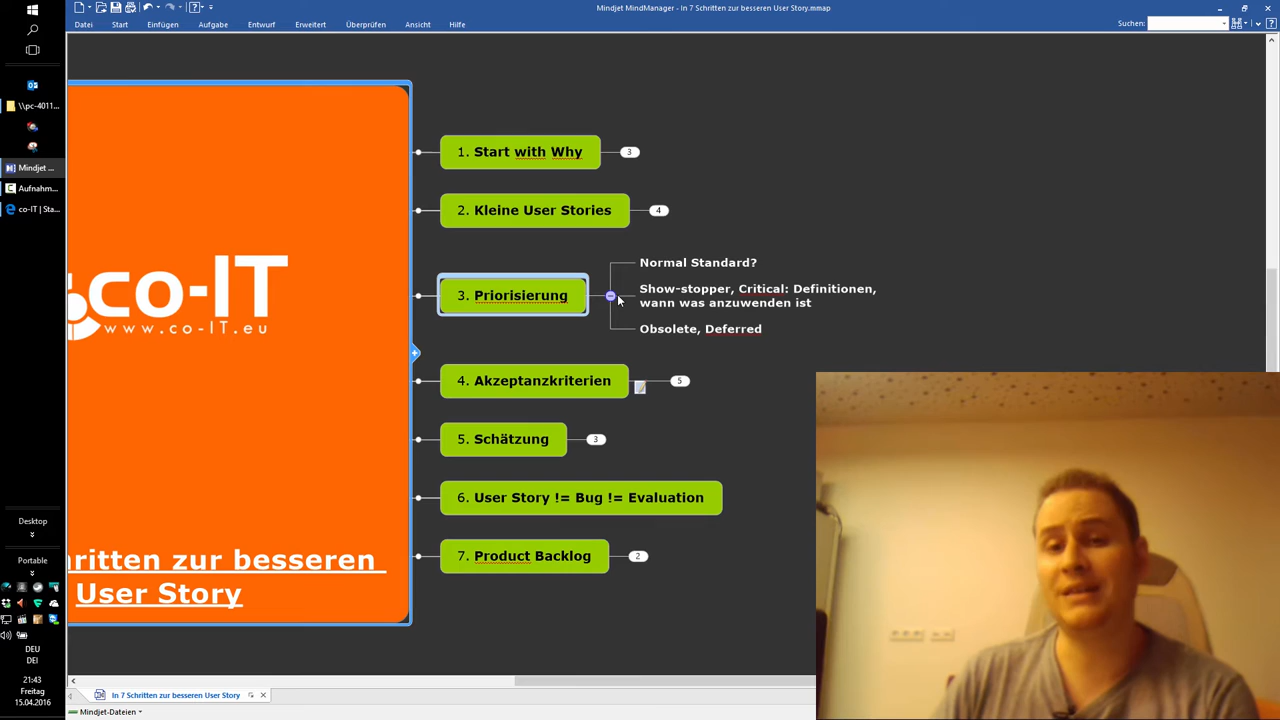 Mindjet MindManager - In 7 Schritten zur besseren User Story.mmap
Datei Start Einfügen Aufgabe Entwurf Erweitert Überprüfen Ansicht Hilfe
Suchen:
\\pc-4011...
Mindjet ...
Aufnahm...
co-IT | Sta...
co-IT
www.co-IT.eu
hritten zur besseren
User Story
1. Start with Why
3
2. Kleine User Stories
4
3. Priorisierung
Normal Standard?
Show-stopper, Critical: Definitionen,
wann was anzuwenden ist
Obsolete, Deferred
4. Akzeptanzkriterien
5
5. Schätzung
3
6. User Story != Bug != Evaluation
7. Product Backlog
2
Desktop
Portable
DEU
DEI
21:43
Freitag
15.04.2016
In 7 Schritten zur besseren User Story
Mindjet-Dateien